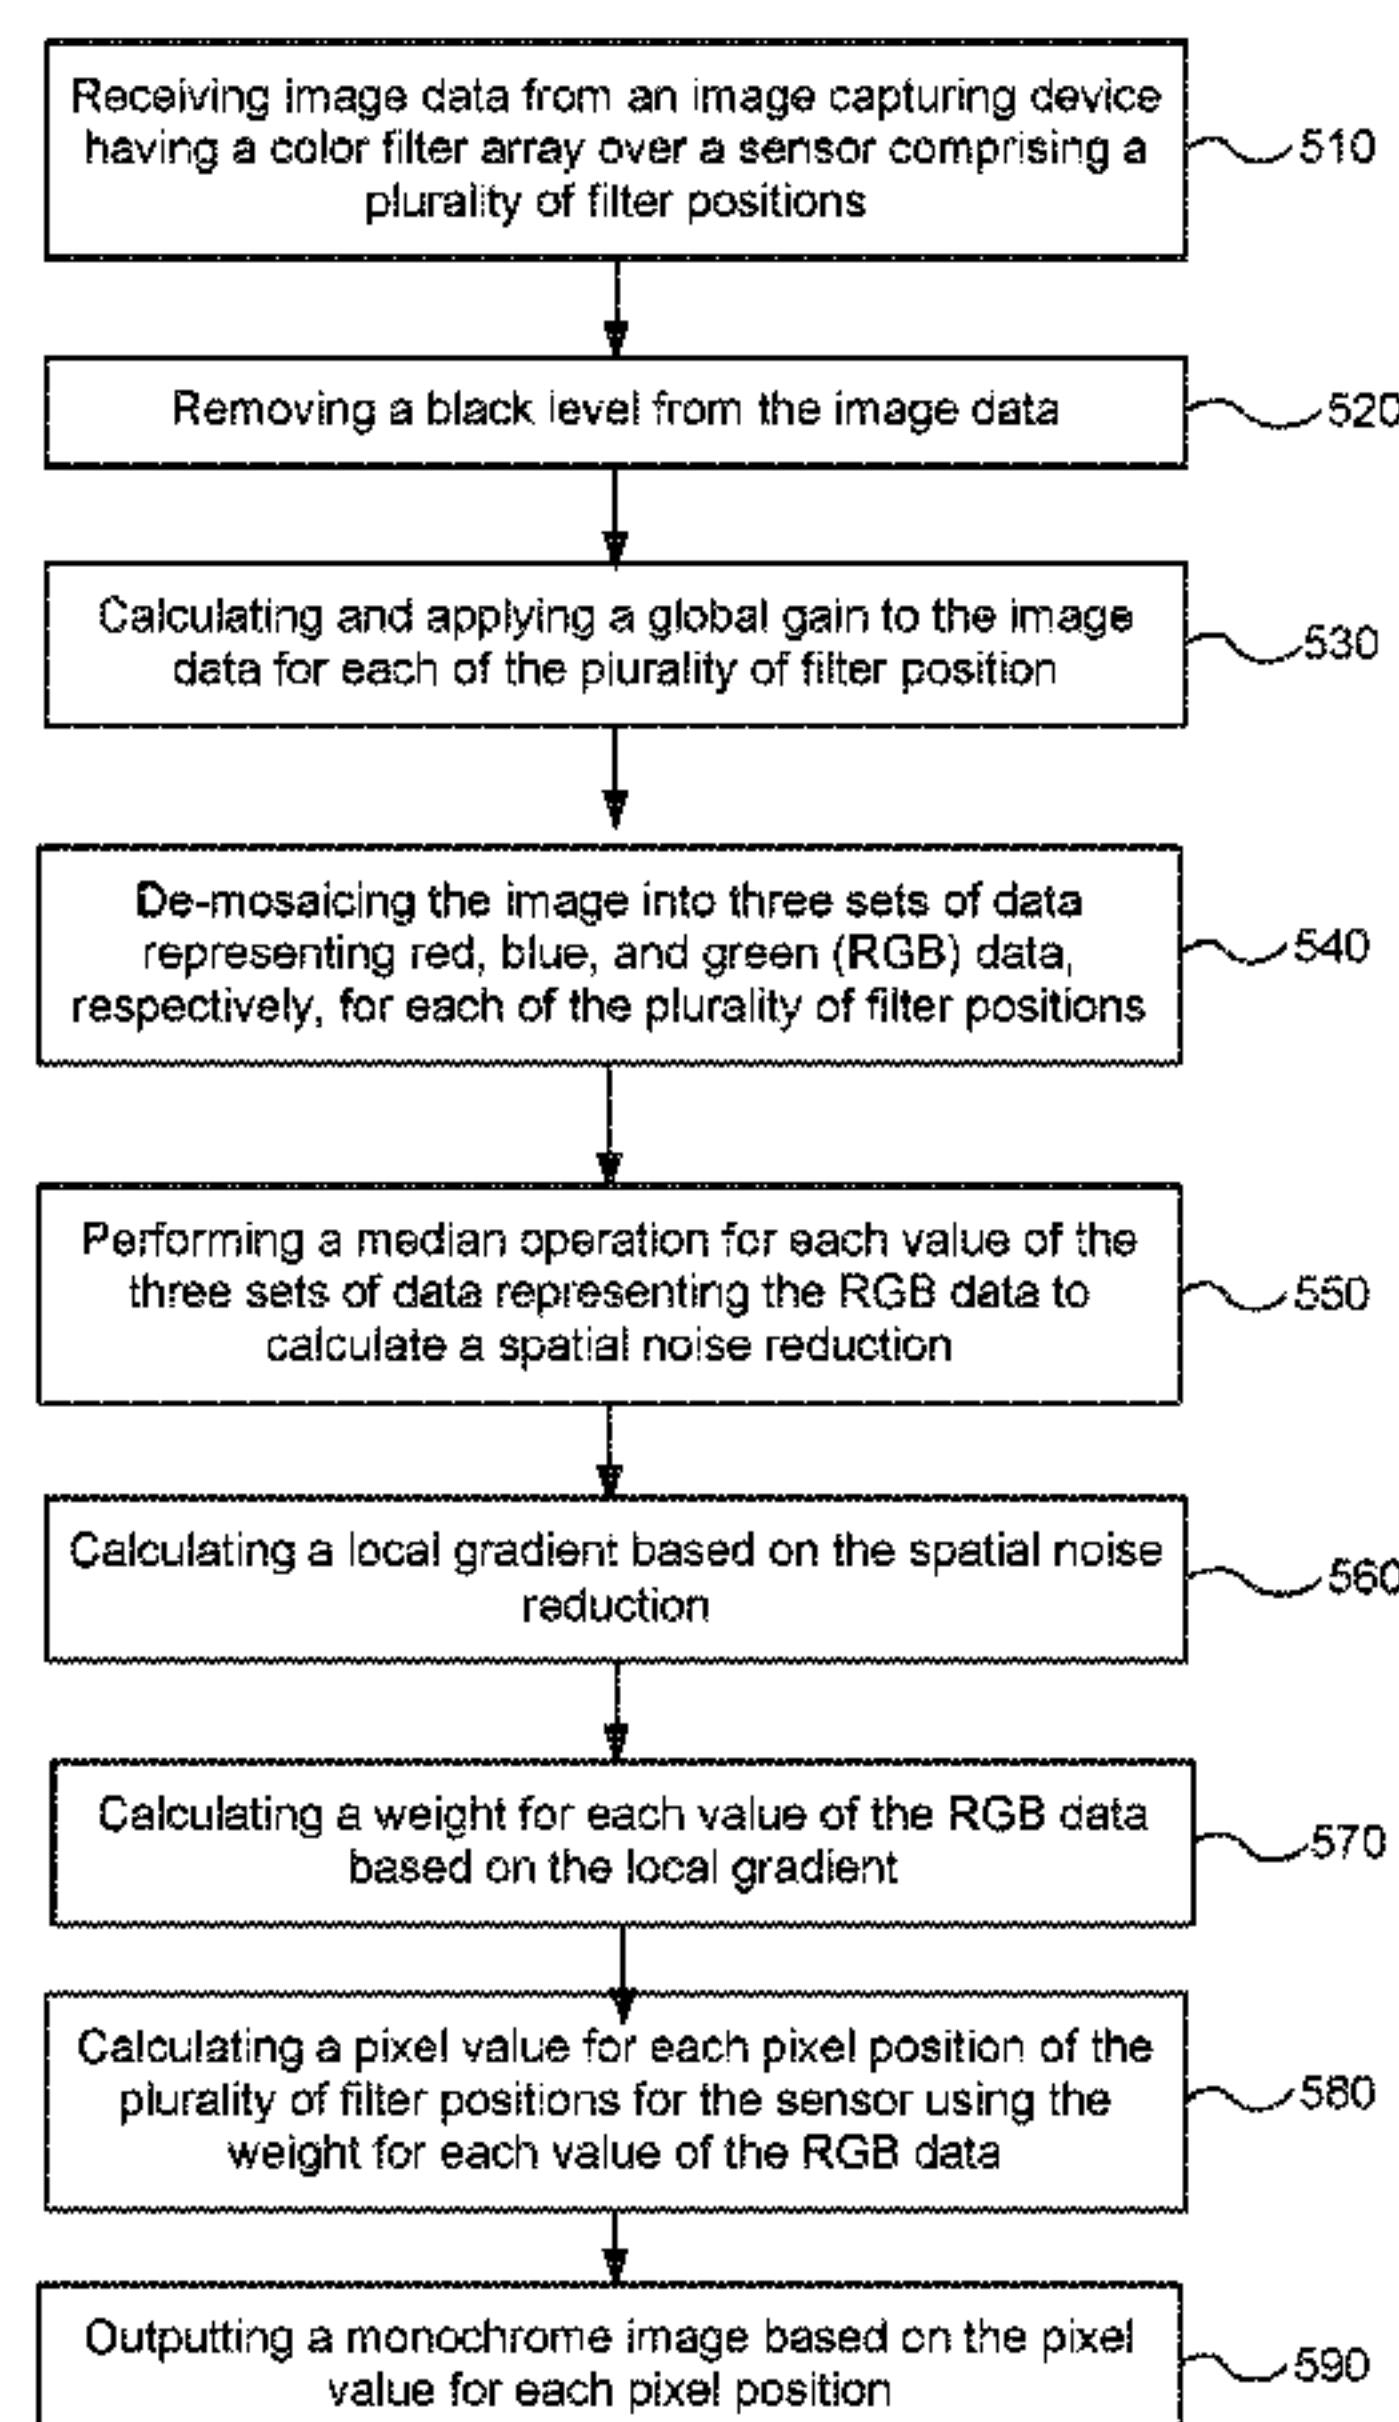 Receiving image data from an image capturing device
having a color filter array over a sensor comprising a
plurality of filter positions
510
Removing a black level from the image data
520
Calculating and applying a global gain to the image
data for each of the plurality of filter position
530
De-mosaicing the image into three sets of data
representing red, blue, and green (RGB) data,
respectively, for each of the plurality of filter positions
540
Performing a median operation for each value of the
three sets of data representing the RGB data to
calculate a spatial noise reduction
550
Calculating a local gradient based on the spatial noise
reduction
560
Calculating a weight for each value of the RGB data
based on the local gradient
570
Calculating a pixel value for each pixel position of the
plurality of filter positions for the sensor using the
weight for each value of the RGB data
580
Outputting a monochrome image based on the pixel
value for each pixel position
590